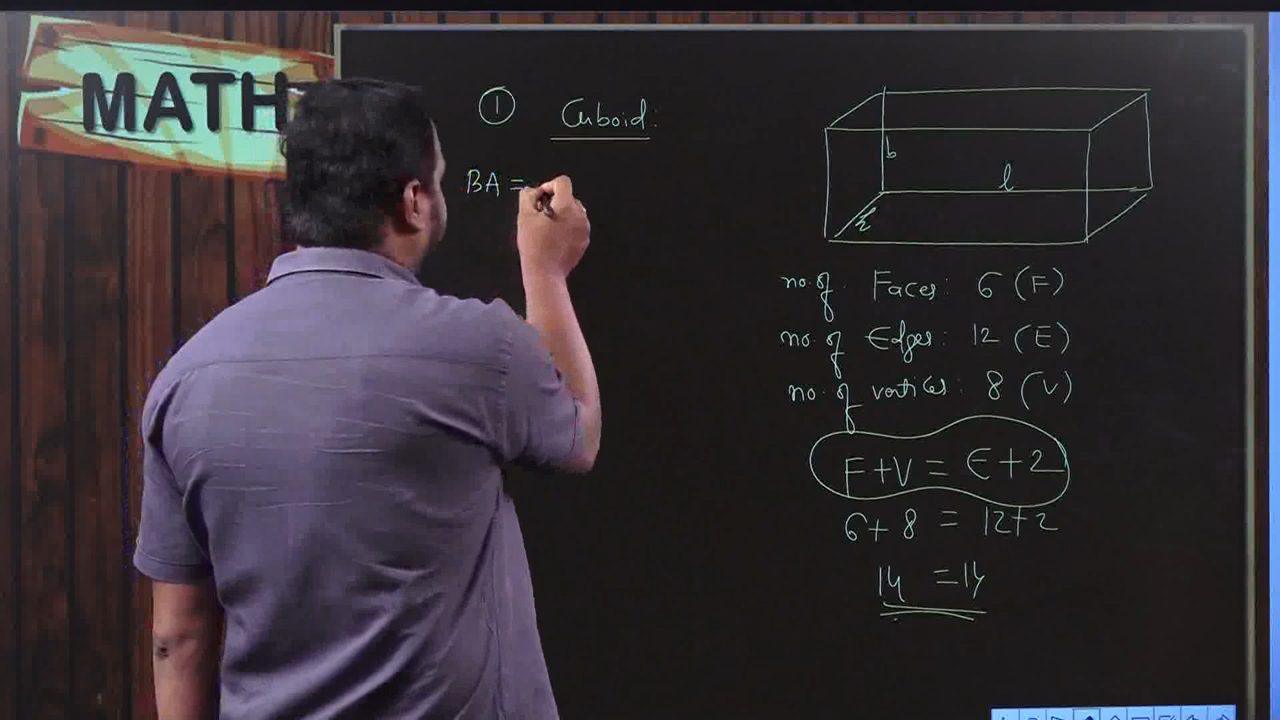 MATH
① Cuboid:
BA =
b
l
h
no. of. Faces: 6 (F)
no. of Edges: 12 (E)
no. of vertices: 8 (V)
F+V = E+2
6+ 8 = 12+2
14 =14